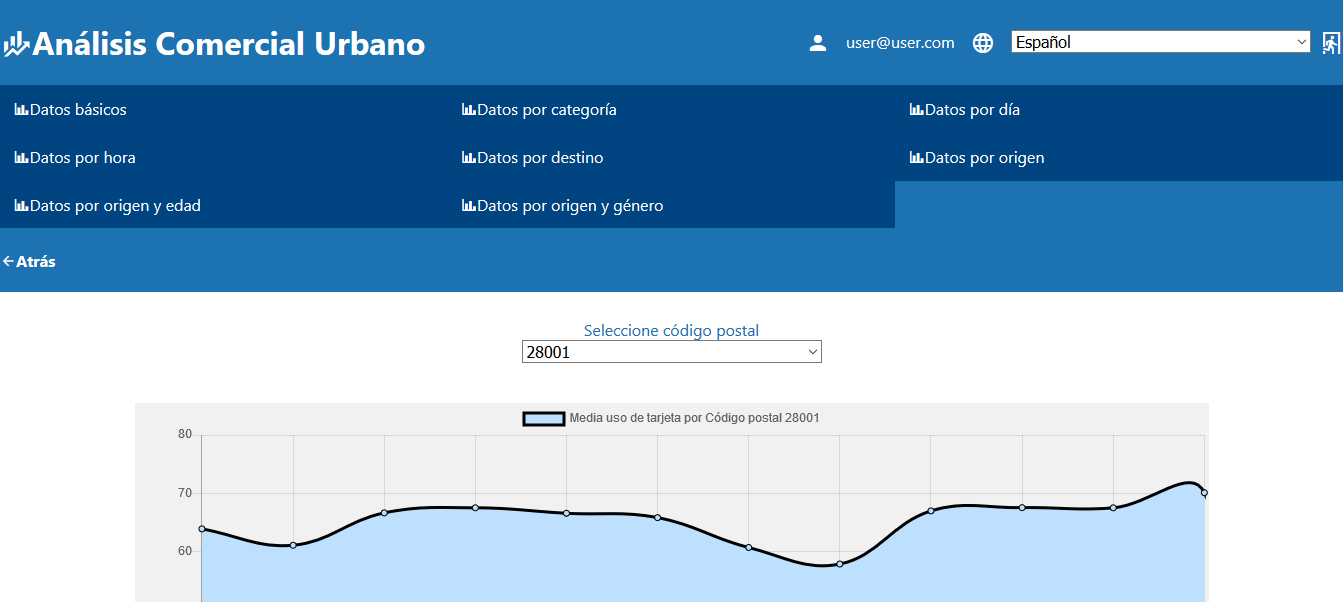 Análisis Comercial Urbano
user@user.com
Español
Datos básicos
Datos por categoría
Datos por día
Datos por hora
Datos por destino
Datos por origen
Datos por origen y edad
Datos por origen y género
Atrás
Seleccione código postal
28001
Media uso de tarjeta por Código postal 28001
80
70
60